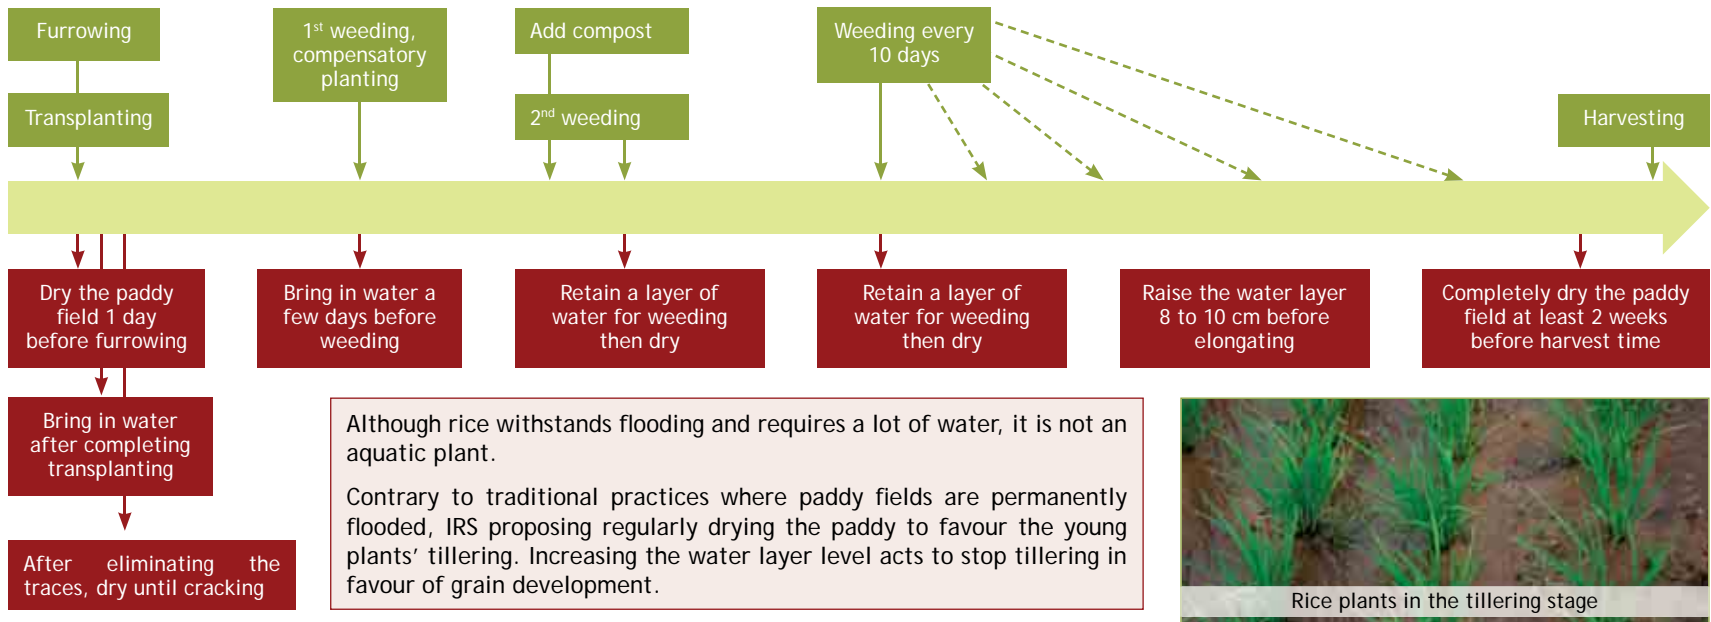 Furrowing
Transplanting
1st weeding,
compensatory
planting
Add compost
2nd weeding
Weeding every
10 days
Harvesting
Dry the paddy
field 1 day
before furrowing
Bring in water
after completing
transplanting
After eliminating the
traces, dry until cracking
Bring in water a
few days before
weeding
Retain a layer of
water for weeding
then dry
Retain a layer of
water for weeding
then dry
Raise the water layer
8 to 10 cm before
elongating
Completely dry the paddy
field at least 2 weeks
before harvest time
Although rice withstands flooding and requires a lot of water, it is not an
aquatic plant.
Contrary to traditional practices where paddy fields are permanently
flooded, IRS proposing regularly drying the paddy to favour the young
plants’ tillering. Increasing the water layer level acts to stop tillering in
favour of grain development.
Rice plants in the tillering stage